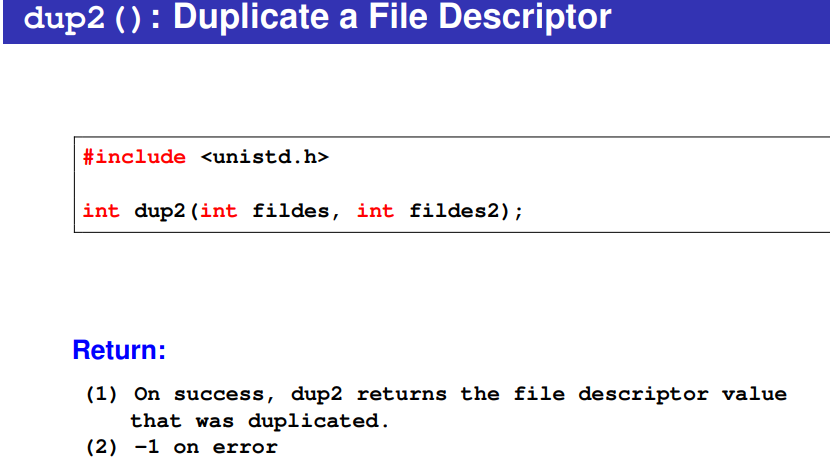 dup2(): Duplicate a File Descriptor
#include <unistd.h>
int dup2(int fildes, int fildes2);
Return:
(1) On success, dup2 returns the file descriptor value
that was duplicated.
(2) -1 on error